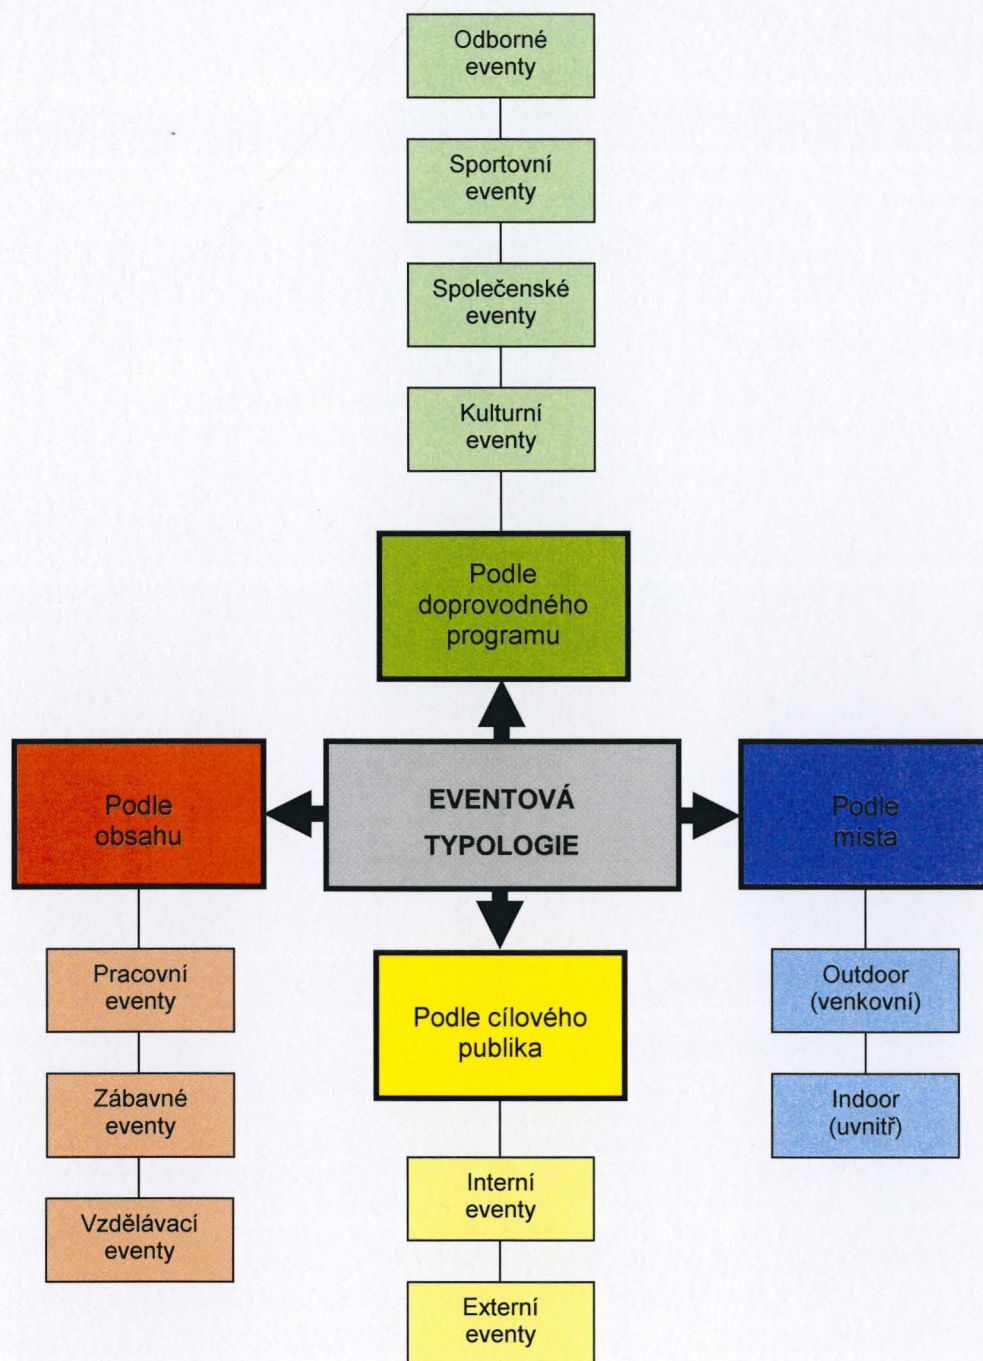 Odborné
eventy
Sportovní
eventy
Společenské
eventy
Kulturní
eventy
Podle
doprovodného
programu
Podle
obsahu
EVENTOVÁ
TYPOLOGIE
Podle
místa
Pracovní
eventy
Zábavné
eventy
Vzdělávací
eventy
Podle cílového
publika
Interní
eventy
Externí
eventy
Outdoor
(venkovní)
Indoor
(uvnitř)